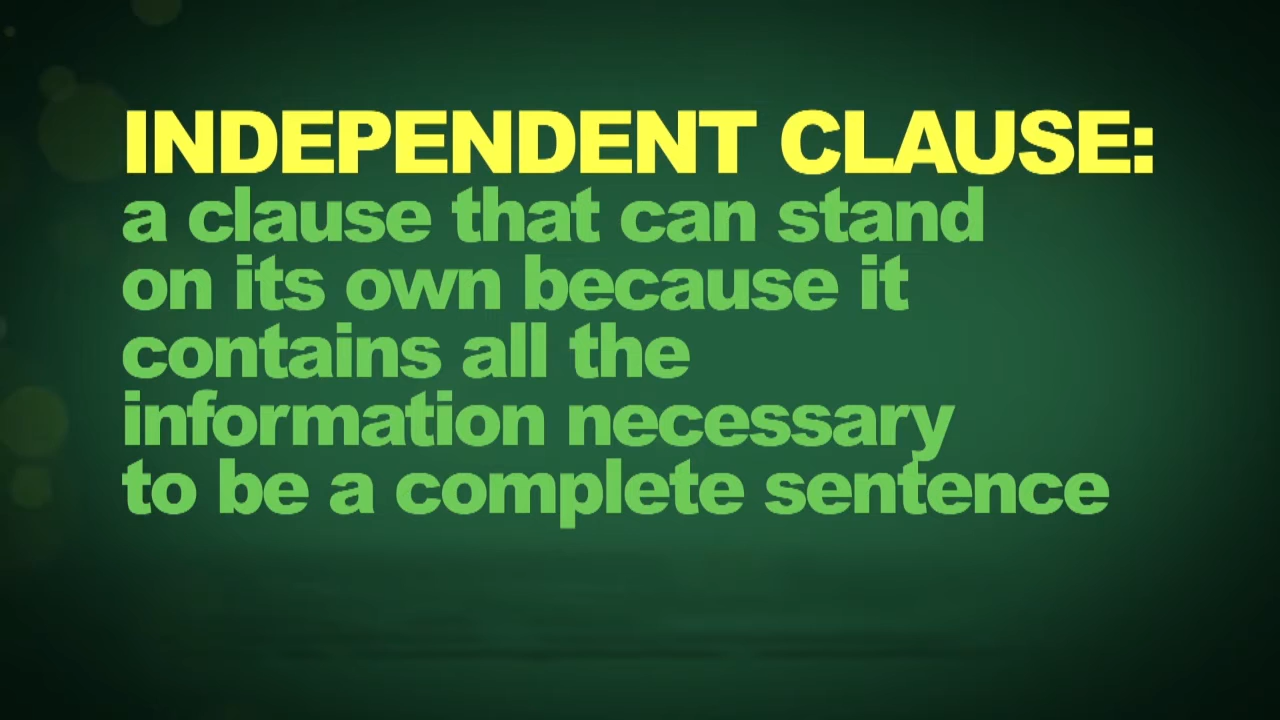 INDEPENDENT CLAUSE:
a clause that can stand
on its own because it
contains all the
information necessary
to be a complete sentence